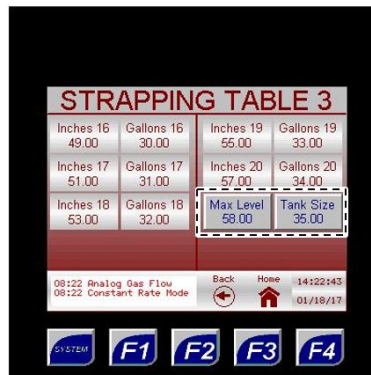 STRAPPING TABLE 3
Inches 16 Gallons 16 Inches 19 Gallons 19
49.00 30.00 55.00 33.00
Inches 17 Gallons 17 Inches 20 Gallons 20
51.00 31.00 57.00 34.00
Inches 18 Gallons 18 Max Level Tank Size
53.00 32.00 58.00 35.00
08:22 Analog Gas Flow
08:22 Constant Rate Mode
Back Home
14:22:43
01/18/17
SYSTEM F1 F2 F3 F4